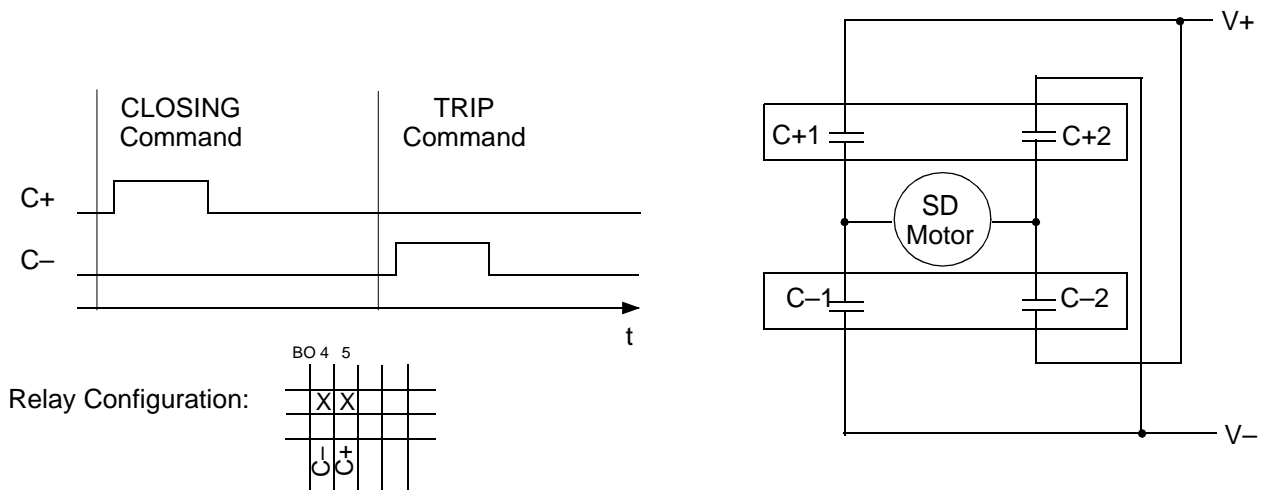 CLOSING
Command
TRIP
Command
C+
C–
t
BO 4 5
Relay Configuration:
X X
C–
C+
V+
C+1
C+2
SD
Motor
C–1
C–2
V–